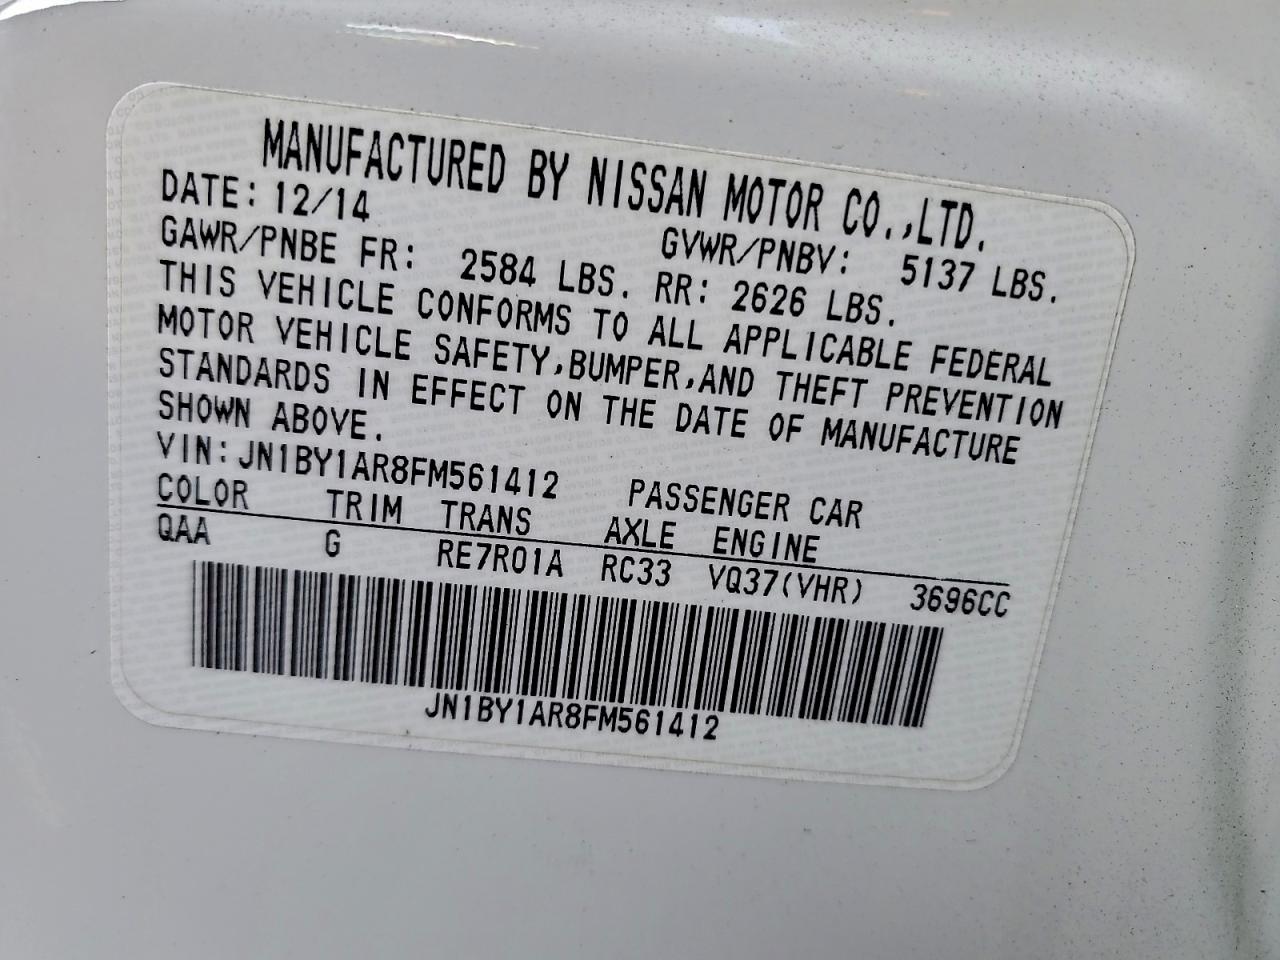 MANUFACTURED BY NISSAN MOTOR CO.,LTD.
DATE: 12/14 GVWR/PNBV: 5137 LBS.
GAWR/PNBE FR: 2584 LBS. RR: 2626 LBS.
THIS VEHICLE CONFORMS TO ALL APPLICABLE FEDERAL
MOTOR VEHICLE SAFETY,BUMPER,AND THEFT PREVENTION
STANDARDS IN EFFECT ON THE DATE OF MANUFACTURE
SHOWN ABOVE.
VIN:JN1BY1AR8FM561412 PASSENGER CAR
COLOR TRIM TRANS AXLE ENGINE
QAA G RE7R01A RC33 VQ37(VHR) 3696CC
JN1BY1AR8FM561412